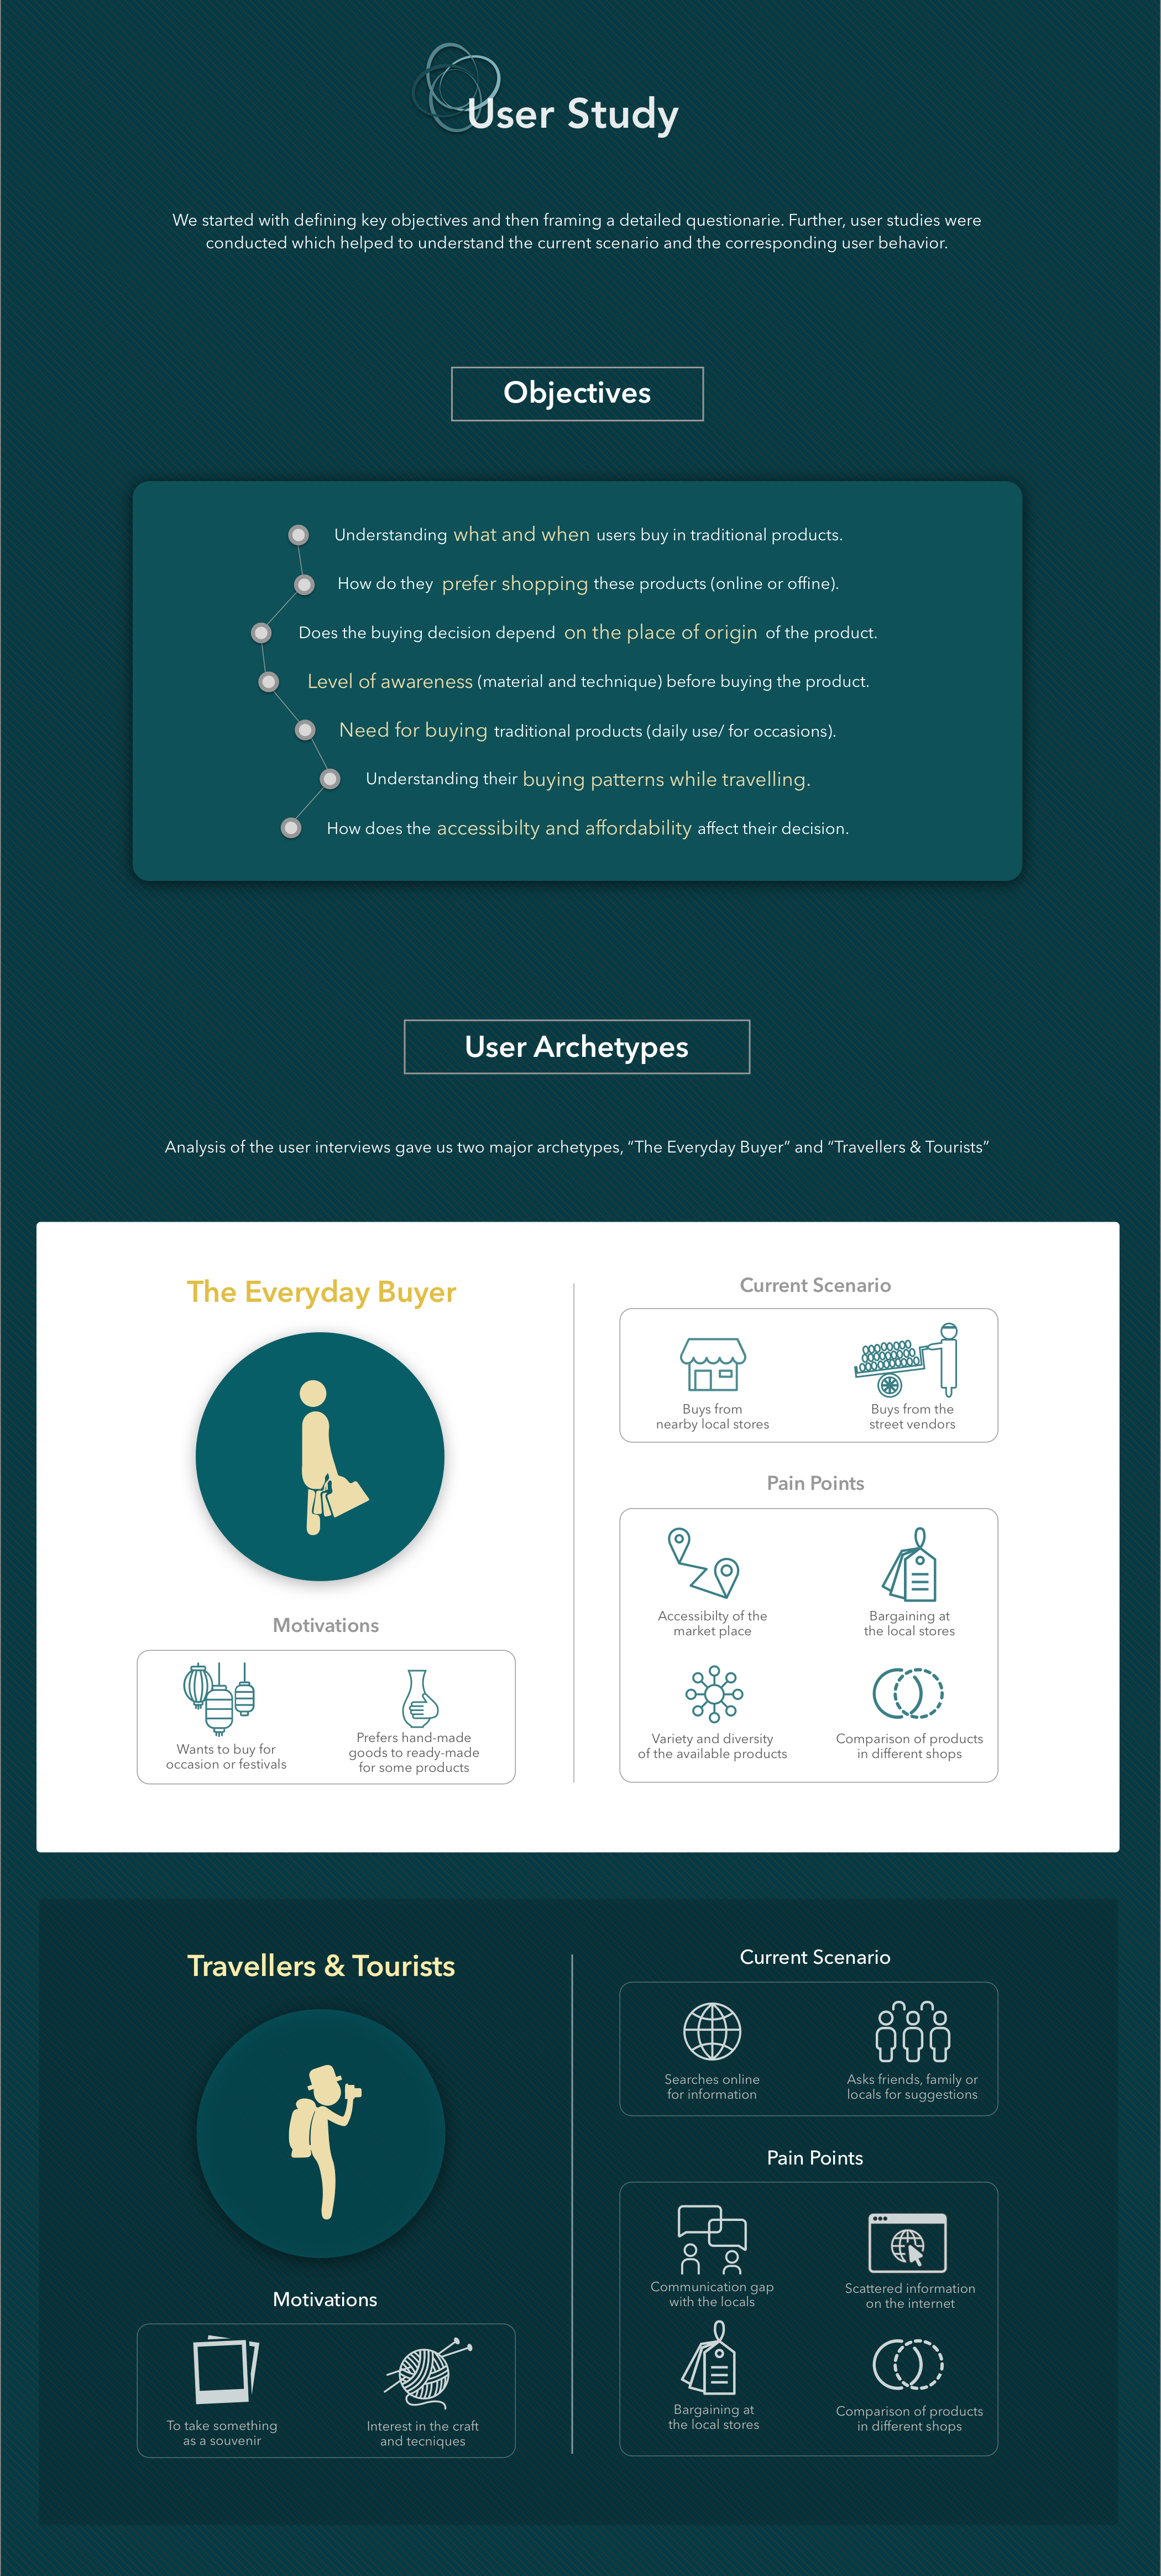 User Study
We started with defining key objectives and then framing a detailed questionarie. Further, user studies were
conducted which helped to understand the current scenario and the corresponding user behavior.
Objectives
Understanding what and when users buy in traditional products.
How do they prefer shopping these products (online or offine).
Does the buying decision depend on the place of origin of the product.
Level of awareness (material and technique) before buying the product.
Need for buying traditional products (daily use/ for occasions).
Understanding their buying patterns while travelling.
How does the accessibilty and affordability affect their decision.
User Archetypes
Analysis of the user interviews gave us two major archetypes, “The Everyday Buyer” and “Travellers & Tourists”
The Everyday Buyer
Motivations
Wants to buy for
occasion or festivals
Prefers hand-made
goods to ready-made
for some products
Current Scenario
Buys from
nearby local stores
Buys from the
street vendors
Pain Points
Accessibilty of the
market place
Bargaining at
the local stores
Variety and diversity
of the available products
Comparison of products
in different shops
Travellers & Tourists
Motivations
To take something
as a souvenir
Interest in the craft
and tecniques
Current Scenario
Searches online
for information
Asks friends, family or
locals for suggestions
Pain Points
Communication gap
with the locals
Scattered information
on the internet
Bargaining at
the local stores
Comparison of products
in different shops